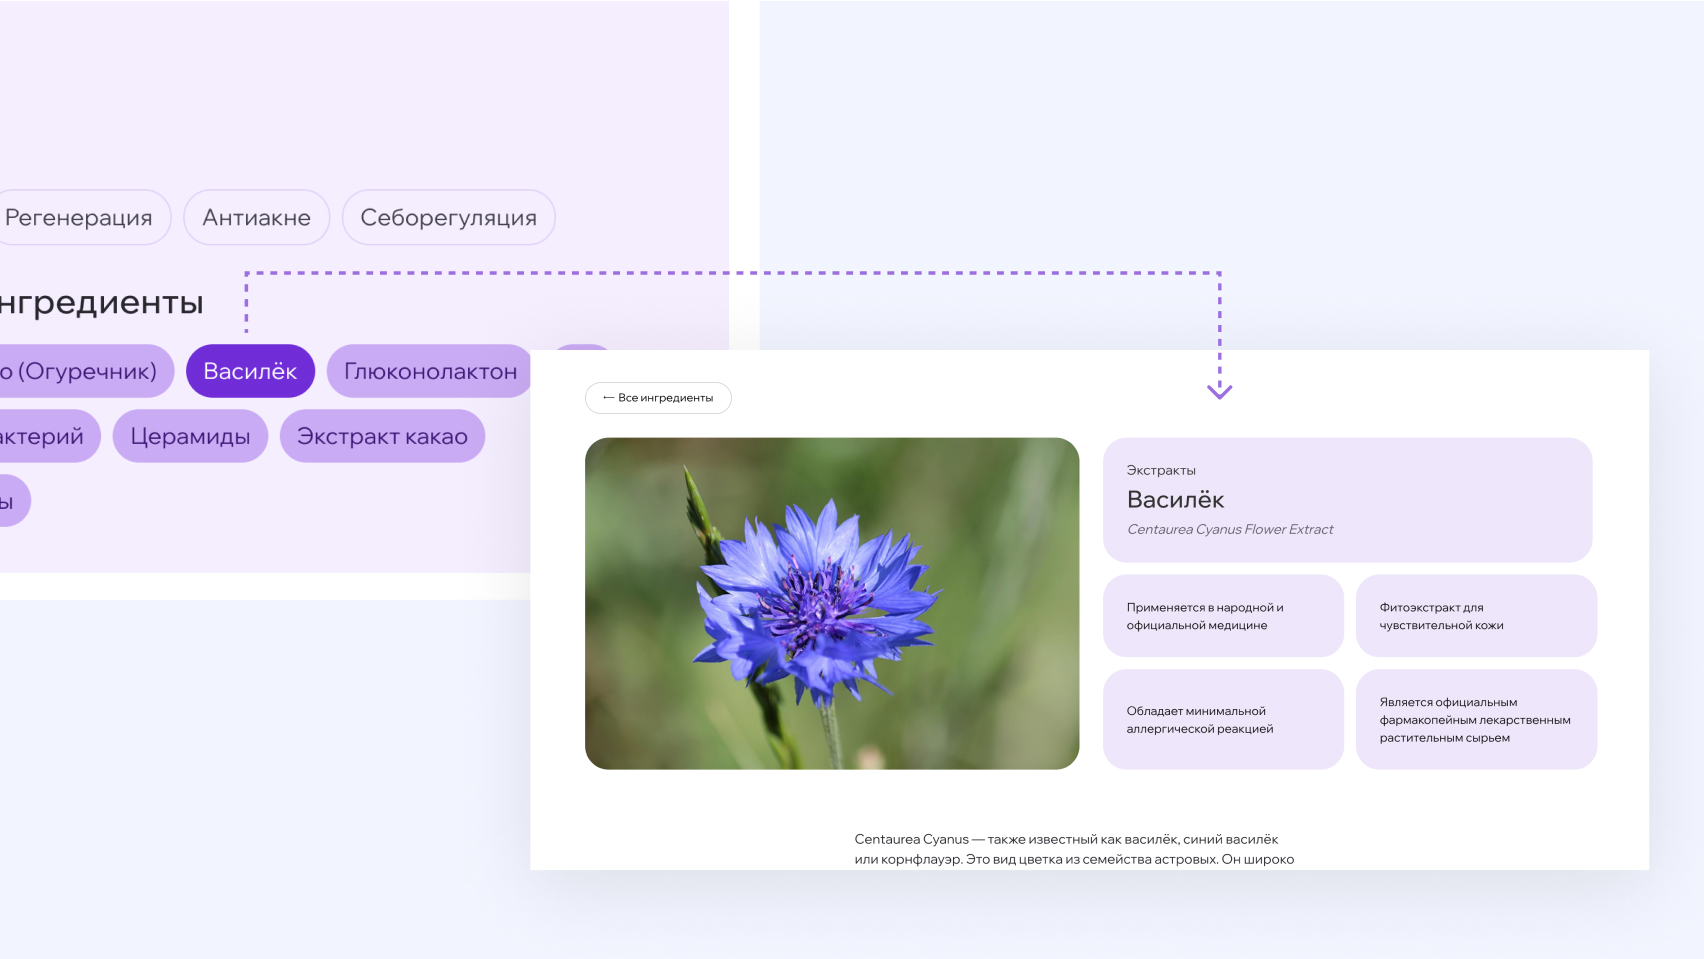 Регенерация
Антиакне
Себорегуляция
нгредиенты
о (Огуречник)
Василёк
Глюконолактон
актерий
Церамиды
Экстракт какао
ы
← Все ингредиенты
Экстракты
Василёк
Centaurea Cyanus Flower Extract
Применяется в народной и
официальной медицине
Фитоэкстракт для
чувствительной кожи
Обладает минимальной
аллергической реакцией
Является официальным
фармакопейным лекарственным
растительным сырьем
Centaurea Cyanus — также известный как василёк, синий василёк
или корнфлауэр. Это вид цветка из семейства астровых. Он широко